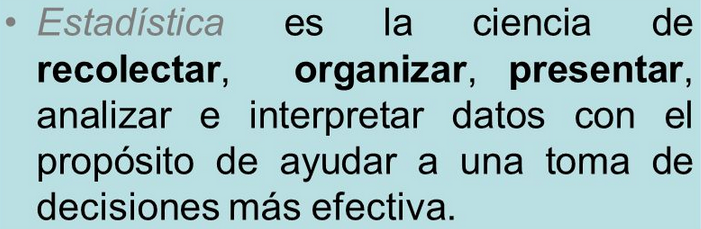 • Estadística es la ciencia de
recolectar, organizar, presentar,
analizar e interpretar datos con el
propósito de ayudar a una toma de
decisiones más efectiva.